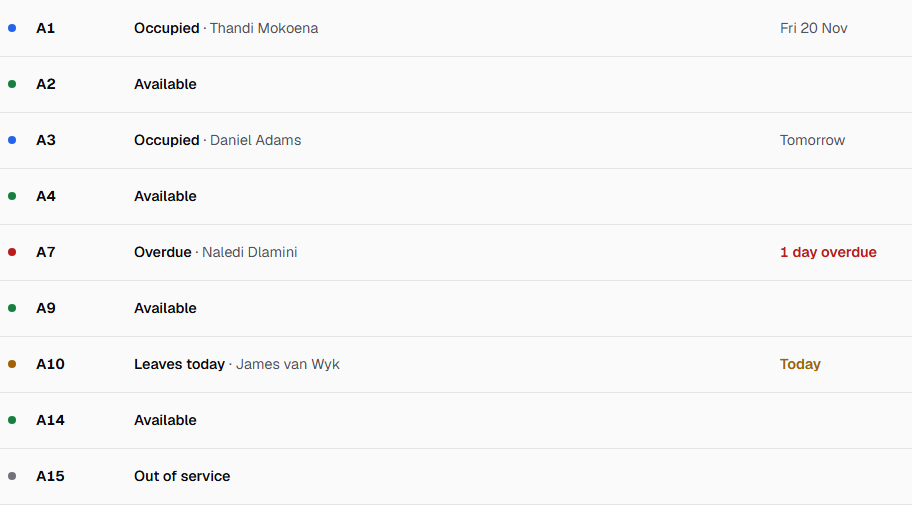 A1 Occupied · Thandi Mokoena Fri 20 Nov
A2 Available
A3 Occupied · Daniel Adams Tomorrow
A4 Available
A7 Overdue · Naledi Dlamini 1 day overdue
A9 Available
A10 Leaves today · James van Wyk Today
A14 Available
A15 Out of service